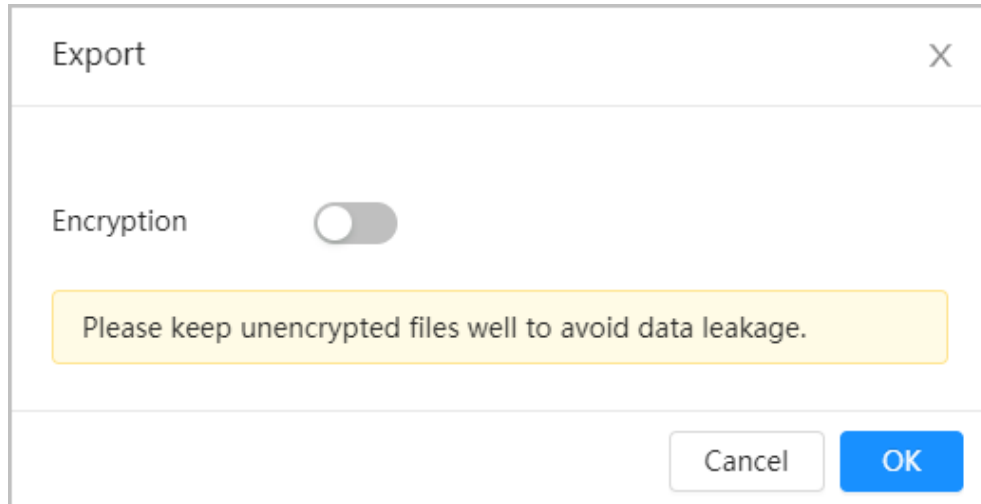 Export
Encryption
Please keep unencrypted files well to avoid data leakage.
Cancel OK